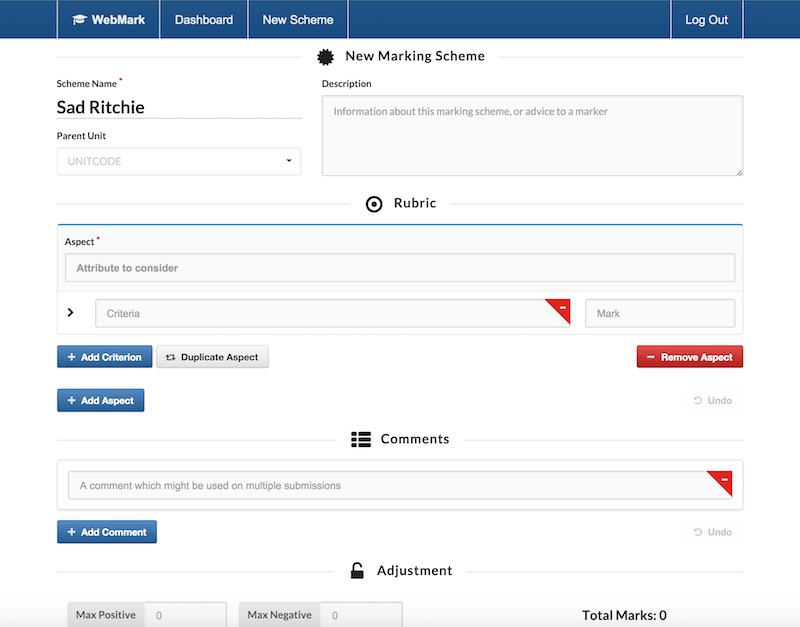 WebMark Dashboard New Scheme Log Out
New Marking Scheme
Scheme Name *
Sad Ritchie
Parent Unit
UNITCODE
Description
Information about this marking scheme, or advice to a marker
Rubric
Aspect *
Attribute to consider
Criteria Mark
+ Add Criterion Duplicate Aspect − Remove Aspect
+ Add Aspect Undo
Comments
A comment which might be used on multiple submissions
+ Add Comment Undo
Adjustment
Max Positive 0 Max Negative 0 Total Marks: 0